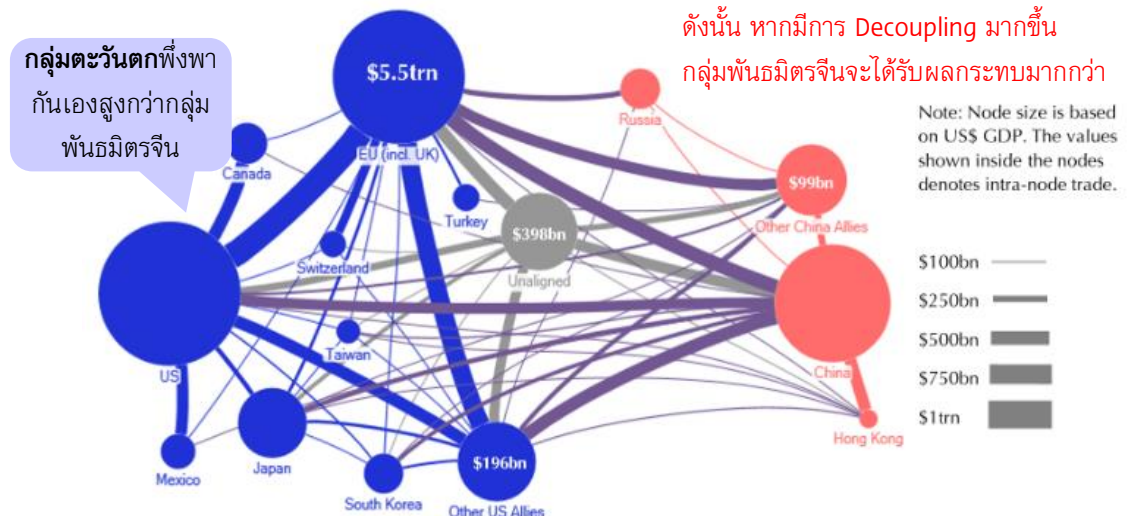 กลุ่มตะวันตกพึ่งพา
กันเองสูงกว่ากลุ่ม
พันธมิตรจีน
ดังนั้น หากมีการ Decoupling มากขึ้น
กลุ่มพันธมิตรจีนจะได้รับผลกระทบมากกว่า
Note: Node size is based
on US$ GDP. The values
shown inside the nodes
denotes intra-node trade.
$5.5trn
EU (incl. UK)
Russia
Canada
Turkey
$99bn
Other China Allies
$398bn
Unaligned
Switzerland
US
Taiwan
China
Hong Kong
Mexico
Japan
South Korea
$196bn
Other US Allies
$100bn
$250bn
$500bn
$750bn
$1trn